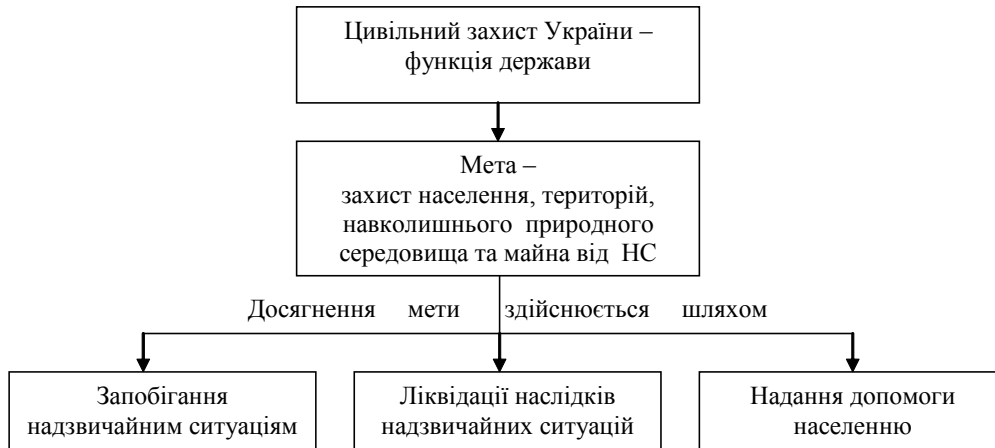 Цивільний захист України –
функція держави
Мета –
захист населення, територій,
навколишнього природного
середовища та майна від НС
Досягнення мети здійснюється шляхом
Запобігання
надзвичайним ситуаціям
Ліквідації наслідків
надзвичайних ситуацій
Надання допомоги
населенню